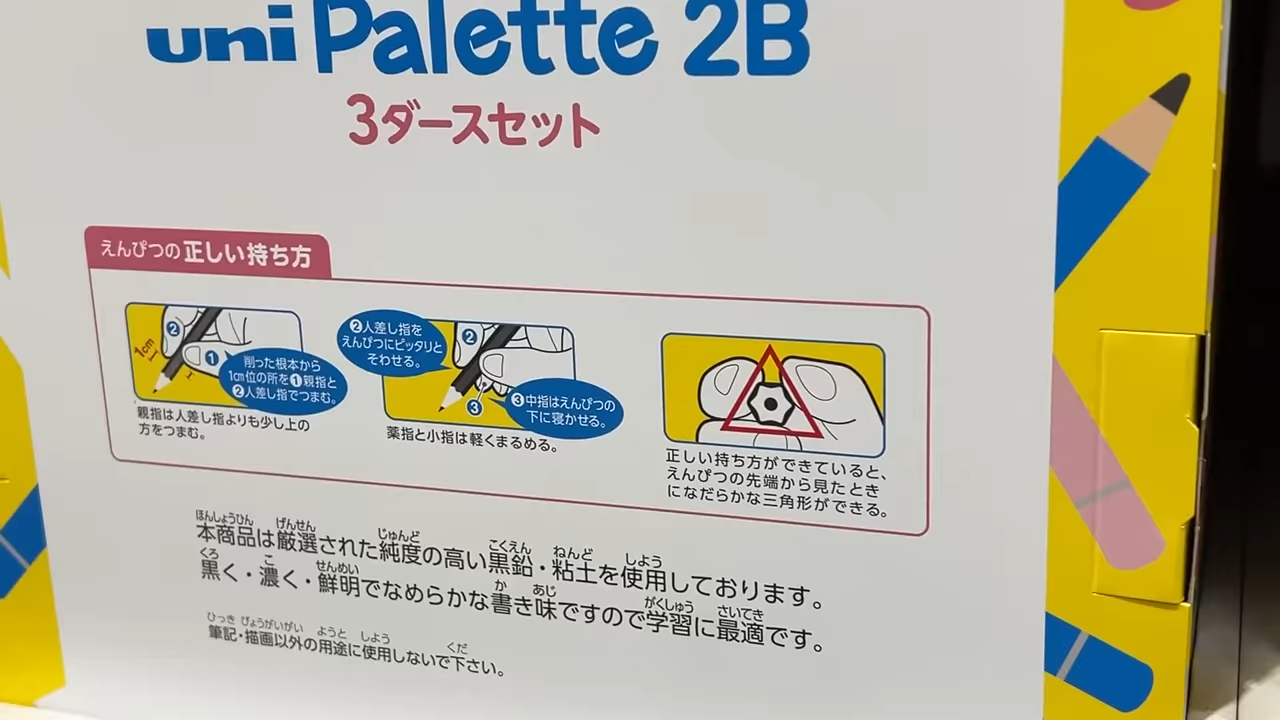 uni Palette 2B
3ダースセット
えんぴつの正しい持ち方
1cm
②
①
削った根本から
1cm位の所を①親指と
②人差し指でつまむ。
親指は人差し指よりも少し上の
方をつまむ。
②人差し指を
えんぴつにピッタリと
そわせる。
②
③
③中指はえんぴつの
下に寝かせる。
薬指と小指は軽くまるめる。
正しい持ち方ができていると、
えんぴつの先端から見たとき
になだらかな三角形ができる。
ほんしょうひん げんせん じゅんど こくえん ねんど しよう
本商品は厳選された純度の高い黒鉛・粘土を使用しております。
くろ こ せんめい か あじ がくしゅう さいてき
黒く・濃く・鮮明でなめらかな書き味ですので学習に最適です。
ひっき びょうがいがい ようと しよう くだ
筆記・描画以外の用途に使用しないで下さい。